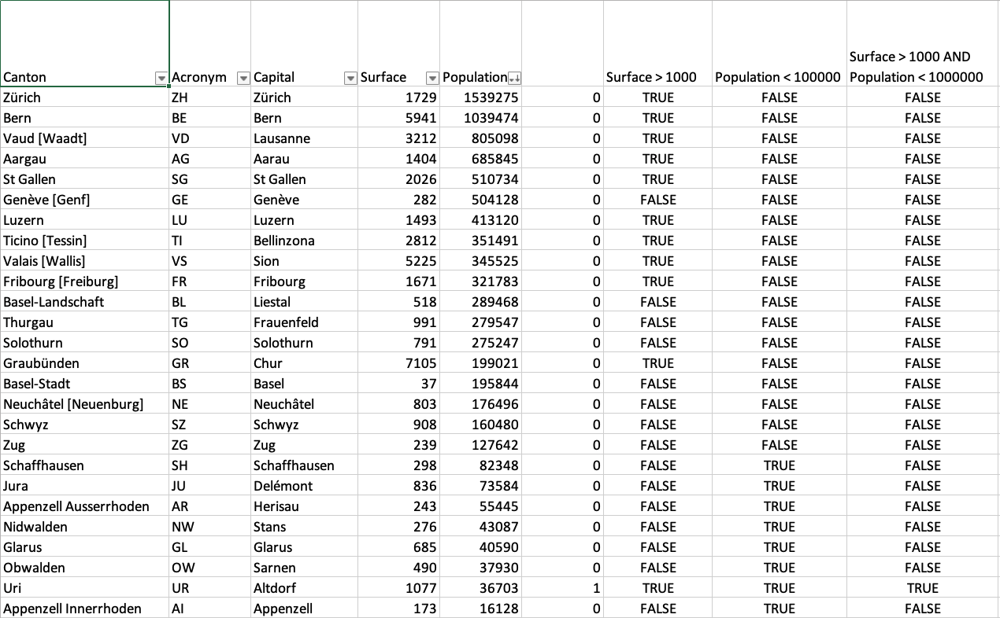 Surface > 1000 AND
Canton Acronym Capital Surface Population Surface > 1000 Population < 100000 Population < 1000000
Zürich ZH Zürich 1729 1539275 0 TRUE FALSE FALSE
Bern BE Bern 5941 1039474 0 TRUE FALSE FALSE
Vaud [Waadt] VD Lausanne 3212 805098 0 TRUE FALSE FALSE
Aargau AG Aarau 1404 685845 0 TRUE FALSE FALSE
St Gallen SG St Gallen 2026 510734 0 TRUE FALSE FALSE
Genève [Genf] GE Genève 282 504128 0 FALSE FALSE FALSE
Luzern LU Luzern 1493 413120 0 TRUE FALSE FALSE
Ticino [Tessin] TI Bellinzona 2812 351491 0 TRUE FALSE FALSE
Valais [Wallis] VS Sion 5225 345525 0 TRUE FALSE FALSE
Fribourg [Freiburg] FR Fribourg 1671 321783 0 TRUE FALSE FALSE
Basel-Landschaft BL Liestal 518 289468 0 FALSE FALSE FALSE
Thurgau TG Frauenfeld 991 279547 0 FALSE FALSE FALSE
Solothurn SO Solothurn 791 275247 0 FALSE FALSE FALSE
Graubünden GR Chur 7105 199021 0 TRUE FALSE FALSE
Basel-Stadt BS Basel 37 195844 0 FALSE FALSE FALSE
Neuchâtel [Neuenburg] NE Neuchâtel 803 176496 0 FALSE FALSE FALSE
Schwyz SZ Schwyz 908 160480 0 FALSE FALSE FALSE
Zug ZG Zug 239 127642 0 FALSE FALSE FALSE
Schaffhausen SH Schaffhausen 298 82348 0 FALSE TRUE FALSE
Jura JU Delémont 836 73584 0 FALSE TRUE FALSE
Appenzell Ausserrhoden AR Herisau 243 55445 0 FALSE TRUE FALSE
Nidwalden NW Stans 276 43087 0 FALSE TRUE FALSE
Glarus GL Glarus 685 40590 0 FALSE TRUE FALSE
Obwalden OW Sarnen 490 37930 0 FALSE TRUE FALSE
Uri UR Altdorf 1077 36703 1 TRUE TRUE TRUE
Appenzell Innerrhoden AI Appenzell 173 16128 0 FALSE TRUE FALSE